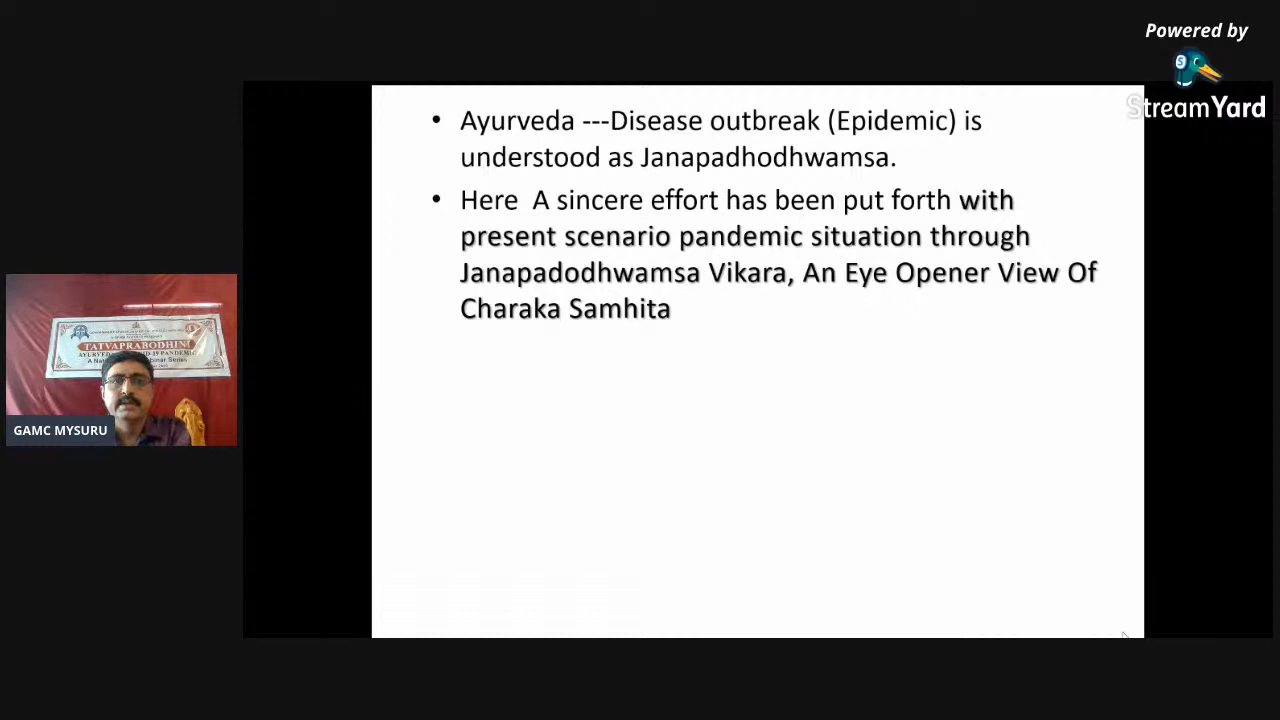 Powered by
StreamYard
• Ayurveda ---Disease outbreak (Epidemic) is
understood as Janapadhodhwamsa.
• Here A sincere effort has been put forth with
present scenario pandemic situation through
Janapadodhwamsa Vikara, An Eye Opener View Of
Charaka Samhita
TATVAPRABODHINI
GAMC MYSURU